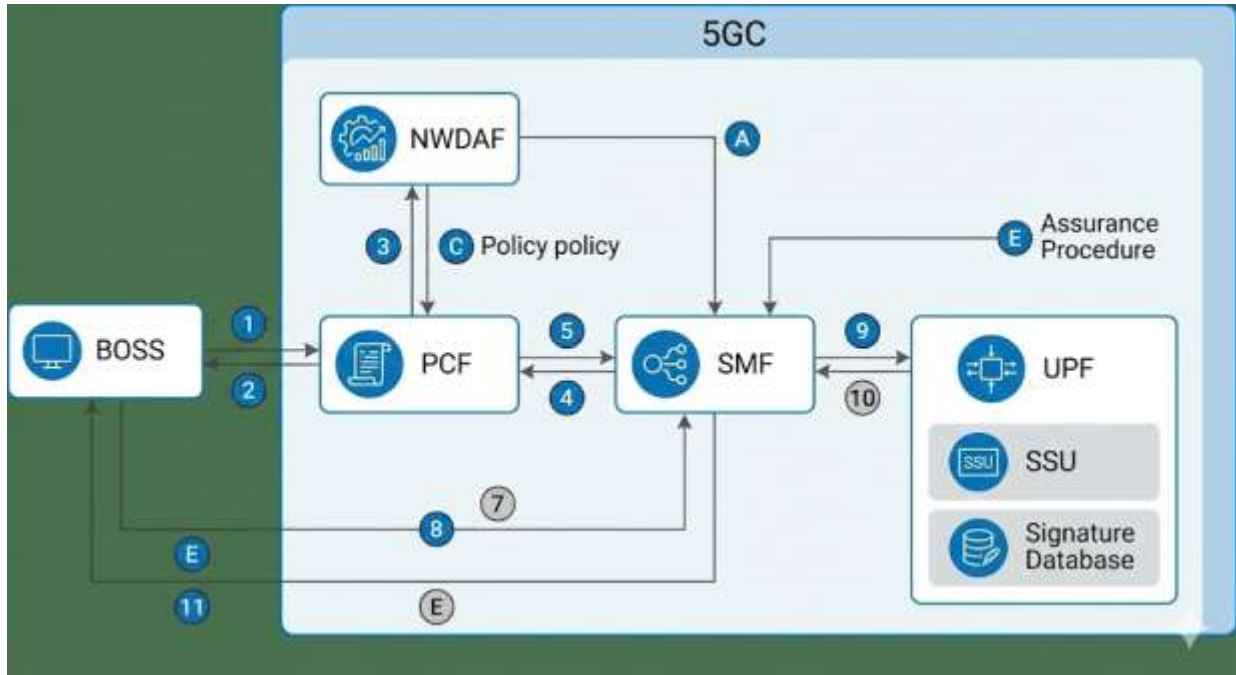 5GC
NWDAF
A
3
C Policy policy
E Assurance
Procedure
BOSS
1
2
PCF
5
4
SMF
9
10
UPF
SSU
SSU
Signature
Database
7
8
E
11
E